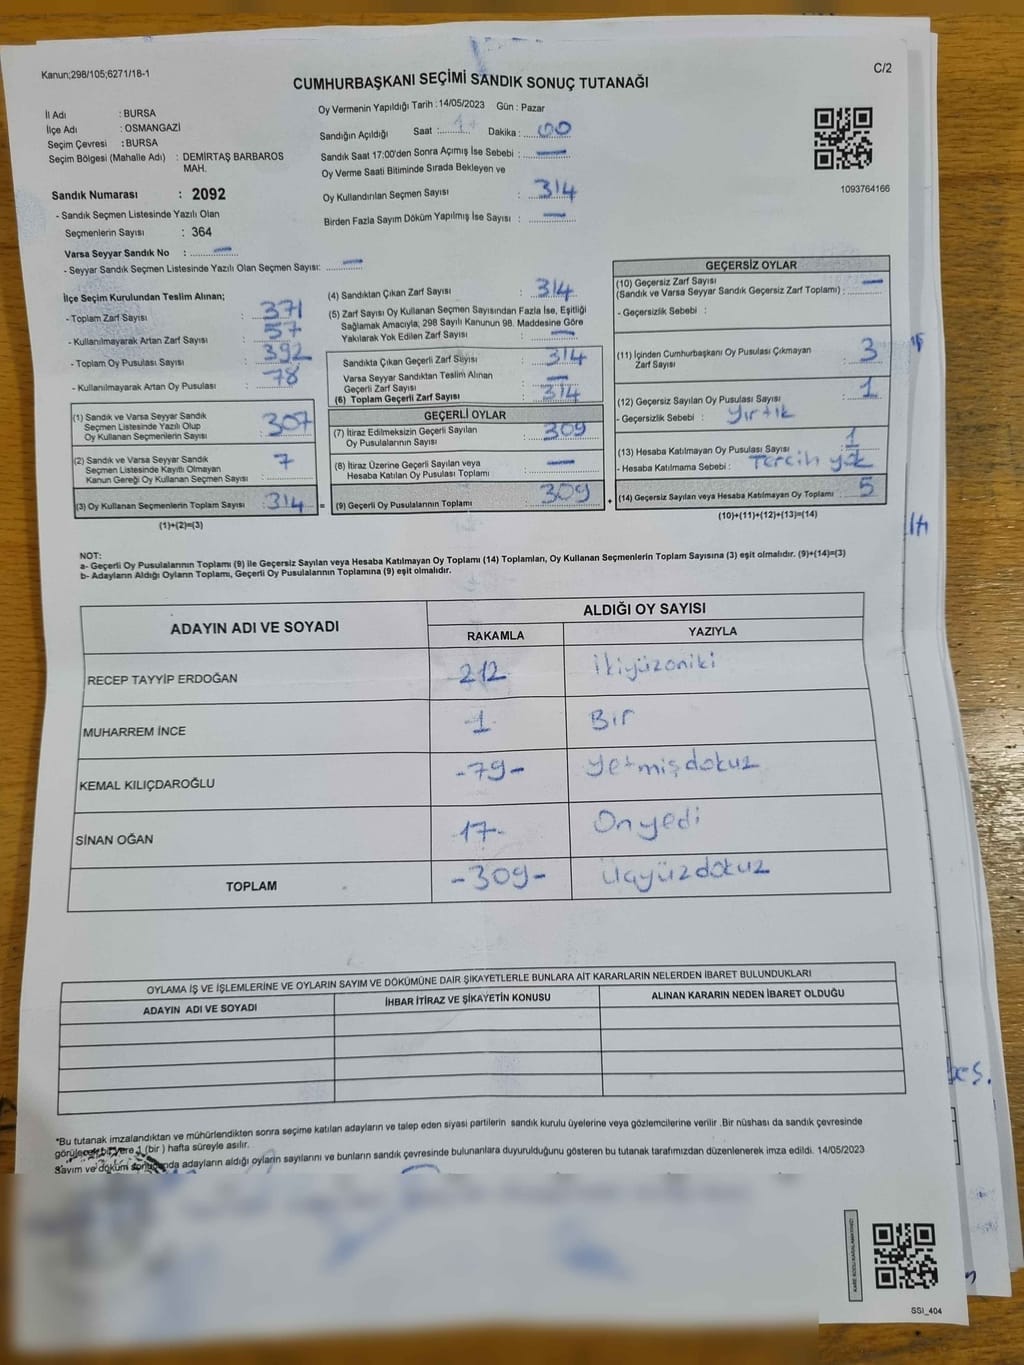 Kanun;298/105;6271/18-1
C/2
CUMHURBAŞKANI SEÇİMİ SANDIK SONUÇ TUTANAĞI
İl Adı : BURSA
İlçe Adı : OSMANGAZİ
Seçim Çevresi : BURSA
Seçim Bölgesi (Mahalle Adı) : DEMİRTAŞ BARBAROS
MAH.
Sandık Numarası : 2092
- Sandık Seçmen Listesinde Yazılı Olan
Seçmenlerin Sayısı : 364
Varsa Seyyar Sandık No : —
- Seyyar Sandık Seçmen Listesinde Yazılı Olan Seçmen Sayısı: —
Oy Vermenin Yapıldığı Tarih : 14/05/2023 Gün : Pazar
Sandığın Açıldığı Saat : Dakika : 00
Sandık Saat 17:00'den Sonra Açımış İse Sebebi : —
Oy Verme Saati Bitiminde Sırada Bekleyen ve
Oy Kullandırılan Seçmen Sayısı : 314
Birden Fazla Sayım Döküm Yapılmış İse Sayısı : —
1093764166
İlçe Seçim Kurulundan Teslim Alınan;
- Toplam Zarf Sayısı : 371
- Kullanılmayarak Artan Zarf Sayısı : 57
- Toplam Oy Pusulası Sayısı : 392
- Kullanılmayarak Artan Oy Pusulası : 78
(1) Sandık ve Varsa Seyyar Sandık
Seçmen Listesinde Yazılı Olup
Oy Kullanan Seçmenlerin Sayısı : 307
(2) Sandık ve Varsa Seyyar Sandık
Seçmen Listesinde Kayıtlı Olmayan
Kanun Gereği Oy Kullanan Seçmen Sayısı : 7
(3) Oy Kullanan Seçmenlerin Toplam Sayısı : 314 =
(1)+(2)=(3)
(4) Sandıktan Çıkan Zarf Sayısı : 314
(5) Zarf Sayısı Oy Kullanan Seçmen Sayısından Fazla İse, Eşitliği
Sağlamak Amacıyla; 298 Sayılı Kanunun 98. Maddesine Göre
Yakılarak Yok Edilen Zarf Sayısı : —
Sandıkta Çıkan Geçerli Zarf Sayısı : 314
Varsa Seyyar Sandıktan Teslim Alınan
Geçerli Zarf Sayısı : —
(6) Toplam Geçerli Zarf Sayısı : 314
GEÇERLİ OYLAR
(7) İtiraz Edilmeksizin Geçerli Sayılan
Oy Pusulalarının Sayısı : 309
(8) İtiraz Üzerine Geçerli Sayılan veya
Hesaba Katılan Oy Pusulası Toplamı : —
(9) Geçerli Oy Pusulalarının Toplamı : 309 +
GEÇERSİZ OYLAR
(10) Geçersiz Zarf Sayısı
(Sandık ve Varsa Seyyar Sandık Geçersiz Zarf Toplamı) : —
- Geçersizlik Sebebi :
(11) İçinden Cumhurbaşkanı Oy Pusulası Çıkmayan
Zarf Sayısı : 3
(12) Geçersiz Sayılan Oy Pusulası Sayısı : 1
- Geçersizlik Sebebi : Yırtık
(13) Hesaba Katılmayan Oy Pusulası Sayısı : 1
- Hesaba Katılmama Sebebi : Tercih yok
(14) Geçersiz Sayılan veya Hesaba Katılmayan Oy Toplamı : 5
(10)+(11)+(12)+(13)=(14)
NOT:
a- Geçerli Oy Pusulalarının Toplamı (9) ile Geçersiz Sayılan veya Hesaba Katılmayan Oy Toplamı (14) Toplamları, Oy Kullanan Seçmenlerin Toplam Sayısına (3) eşit olmalıdır. (9)+(14)=(3)
b- Adayların Aldığı Oyların Toplamı, Geçerli Oy Pusulalarının Toplamına (9) eşit olmalıdır.
ADAYIN ADI VE SOYADI ALDIĞI OY SAYISI
RAKAMLA YAZIYLA
RECEP TAYYİP ERDOĞAN 212 ikiyüzoniki
MUHARREM İNCE 1 Bir
KEMAL KILIÇDAROĞLU -79- yetmişdokuz
SİNAN OĞAN 17- Onyedi
TOPLAM -309- üçyüzdokuz
OYLAMA İŞ VE İŞLEMLERİNE VE OYLARIN SAYIM VE DÖKÜMÜNE DAİR ŞİKAYETLERLE BUNLARA AİT KARARLARIN NELERDEN İBARET BULUNDUKLARI
ADAYIN ADI VE SOYADI İHBAR İTİRAZ VE ŞİKAYETİN KONUSU ALINAN KARARIN NEDEN İBARET OLDUĞU
*Bu tutanak imzalandıktan ve mühürlendikten sonra seçime katılan adayların ve talep eden siyasi partilerin sandık kurulu üyelerine veya gözlemcilerine verilir .Bir nüshası da sandık çevresinde
görülecek bir yere 1 (bir ) hafta süreyle asılır.
Sayım ve döküm sonucunda adayların aldığı oyların sayılarını ve bunların sandık çevresinde bulunanlara duyurulduğunu gösteren bu tutanak tarafımızdan düzenlenerek imza edildi. 14/05/2023
SSI_404